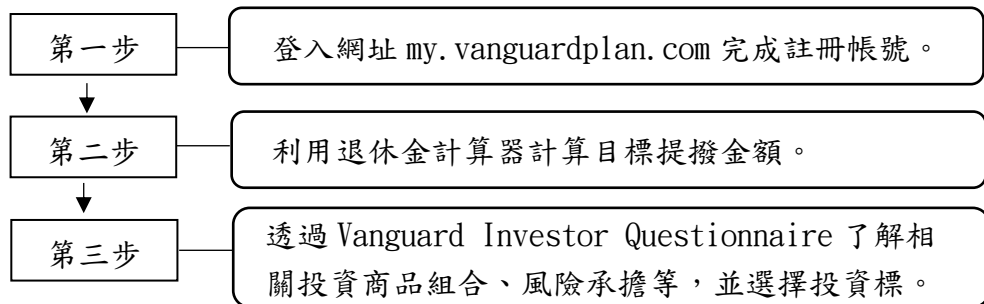 第一步
登入網址 my.vanguardplan.com 完成註冊帳號。
第二步
利用退休金計算器計算目標提撥金額。
第三步
透過 Vanguard Investor Questionnaire 了解相
關投資商品組合、風險承擔等，並選擇投資標。